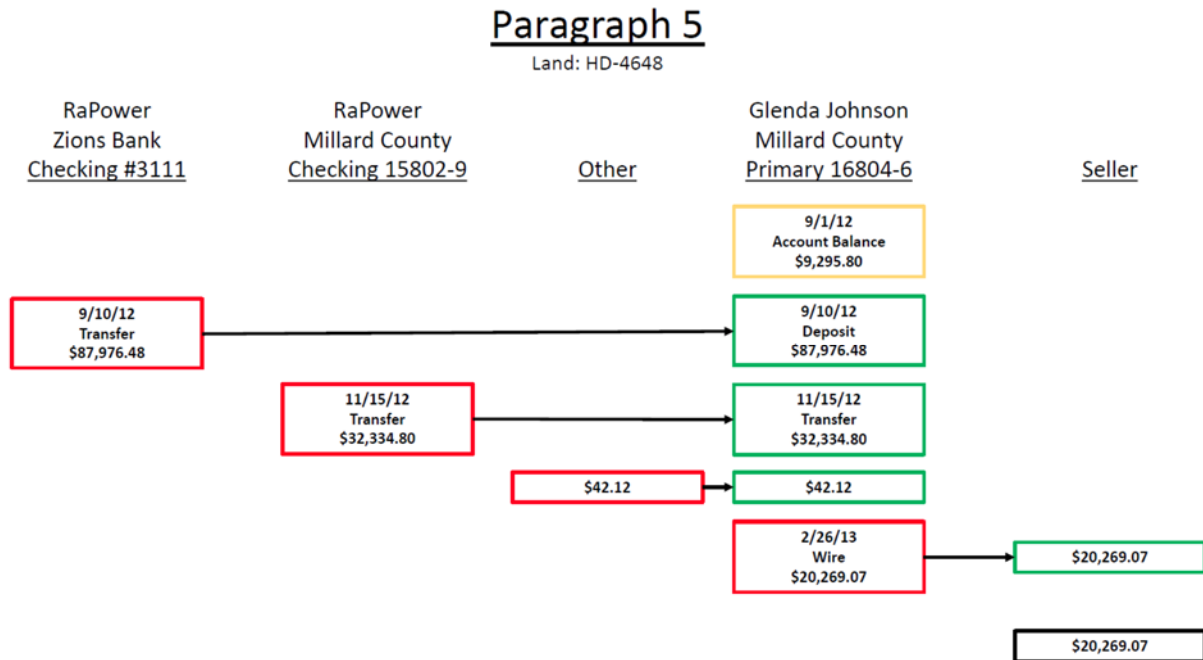 Paragraph 5
Land: HD-4648
RaPower
Zions Bank
Checking #3111
RaPower
Millard County
Checking 15802-9
Other
Glenda Johnson
Millard County
Primary 16804-6
Seller
9/1/12
Account Balance
$9,295.80
9/10/12
Transfer
$87,976.48
9/10/12
Deposit
$87,976.48
11/15/12
Transfer
$32,334.80
11/15/12
Transfer
$32,334.80
$42.12
$42.12
2/26/13
Wire
$20,269.07
$20,269.07
$20,269.07